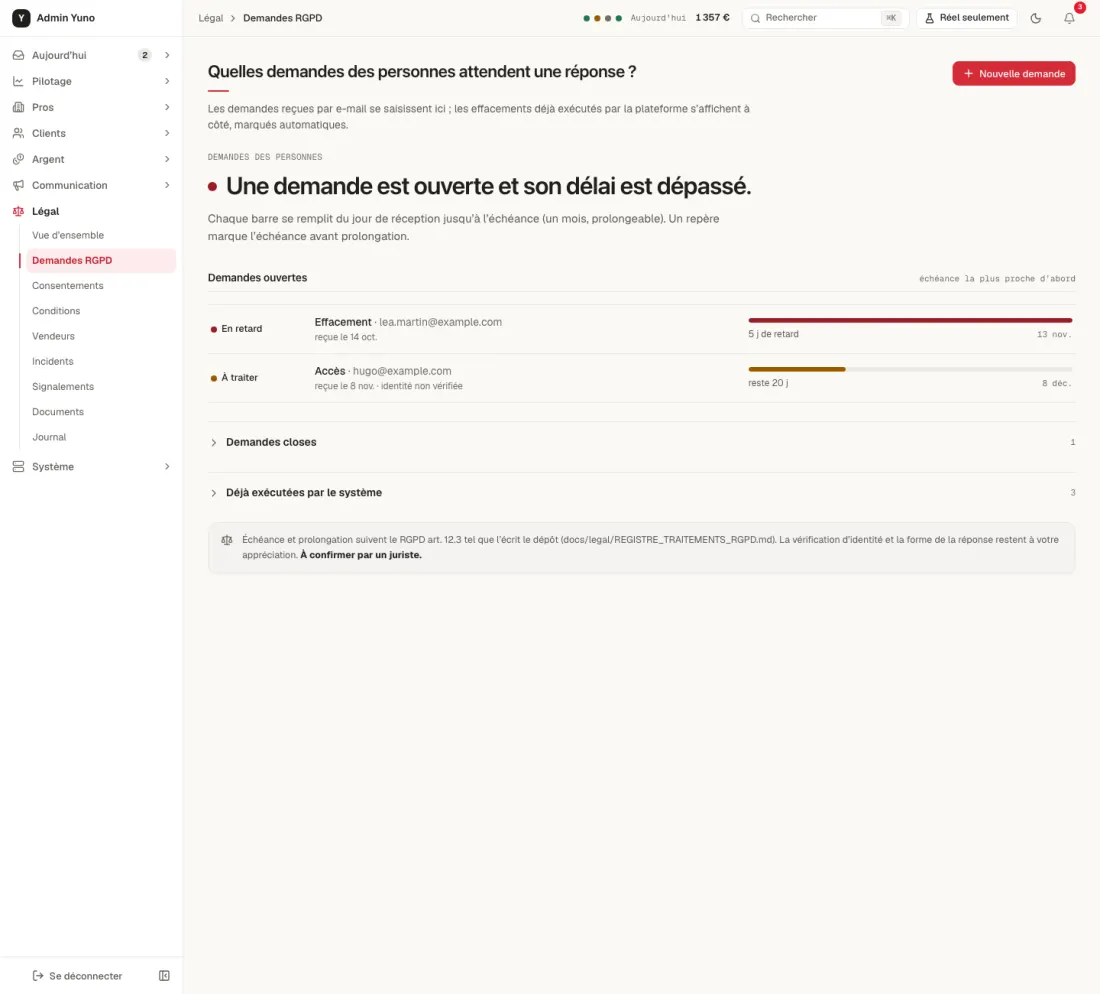 Y Admin Yuno
Légal > Demandes RGPD
Aujourd'hui 1 357 €
Rechercher ⌘K
Réel seulement
3
Aujourd'hui 2
Pilotage
Pros
Clients
Argent
Communication
Légal
Vue d'ensemble
Demandes RGPD
Consentements
Conditions
Vendeurs
Incidents
Signalements
Documents
Journal
Système
Se déconnecter
Quelles demandes des personnes attendent une réponse ?
+ Nouvelle demande
Les demandes reçues par e-mail se saisissent ici ; les effacements déjà exécutés par la plateforme s'affichent à
côté, marqués automatiques.
DEMANDES DES PERSONNES
Une demande est ouverte et son délai est dépassé.
Chaque barre se remplit du jour de réception jusqu'à l'échéance (un mois, prolongeable). Un repère
marque l'échéance avant prolongation.
Demandes ouvertes
échéance la plus proche d'abord
En retard
Effacement · lea.martin@example.com
reçue le 14 oct.
5 j de retard
13 nov.
À traiter
Accès · hugo@example.com
reçue le 8 nov. · identité non vérifiée
reste 20 j
8 déc.
Demandes closes
1
Déjà exécutées par le système
3
Échéance et prolongation suivent le RGPD art. 12.3 tel que l'écrit le dépôt (docs/legal/REGISTRE_TRAITEMENTS_RGPD.md). La vérification d'identité et la forme de la réponse restent à votre
appréciation. À confirmer par un juriste.